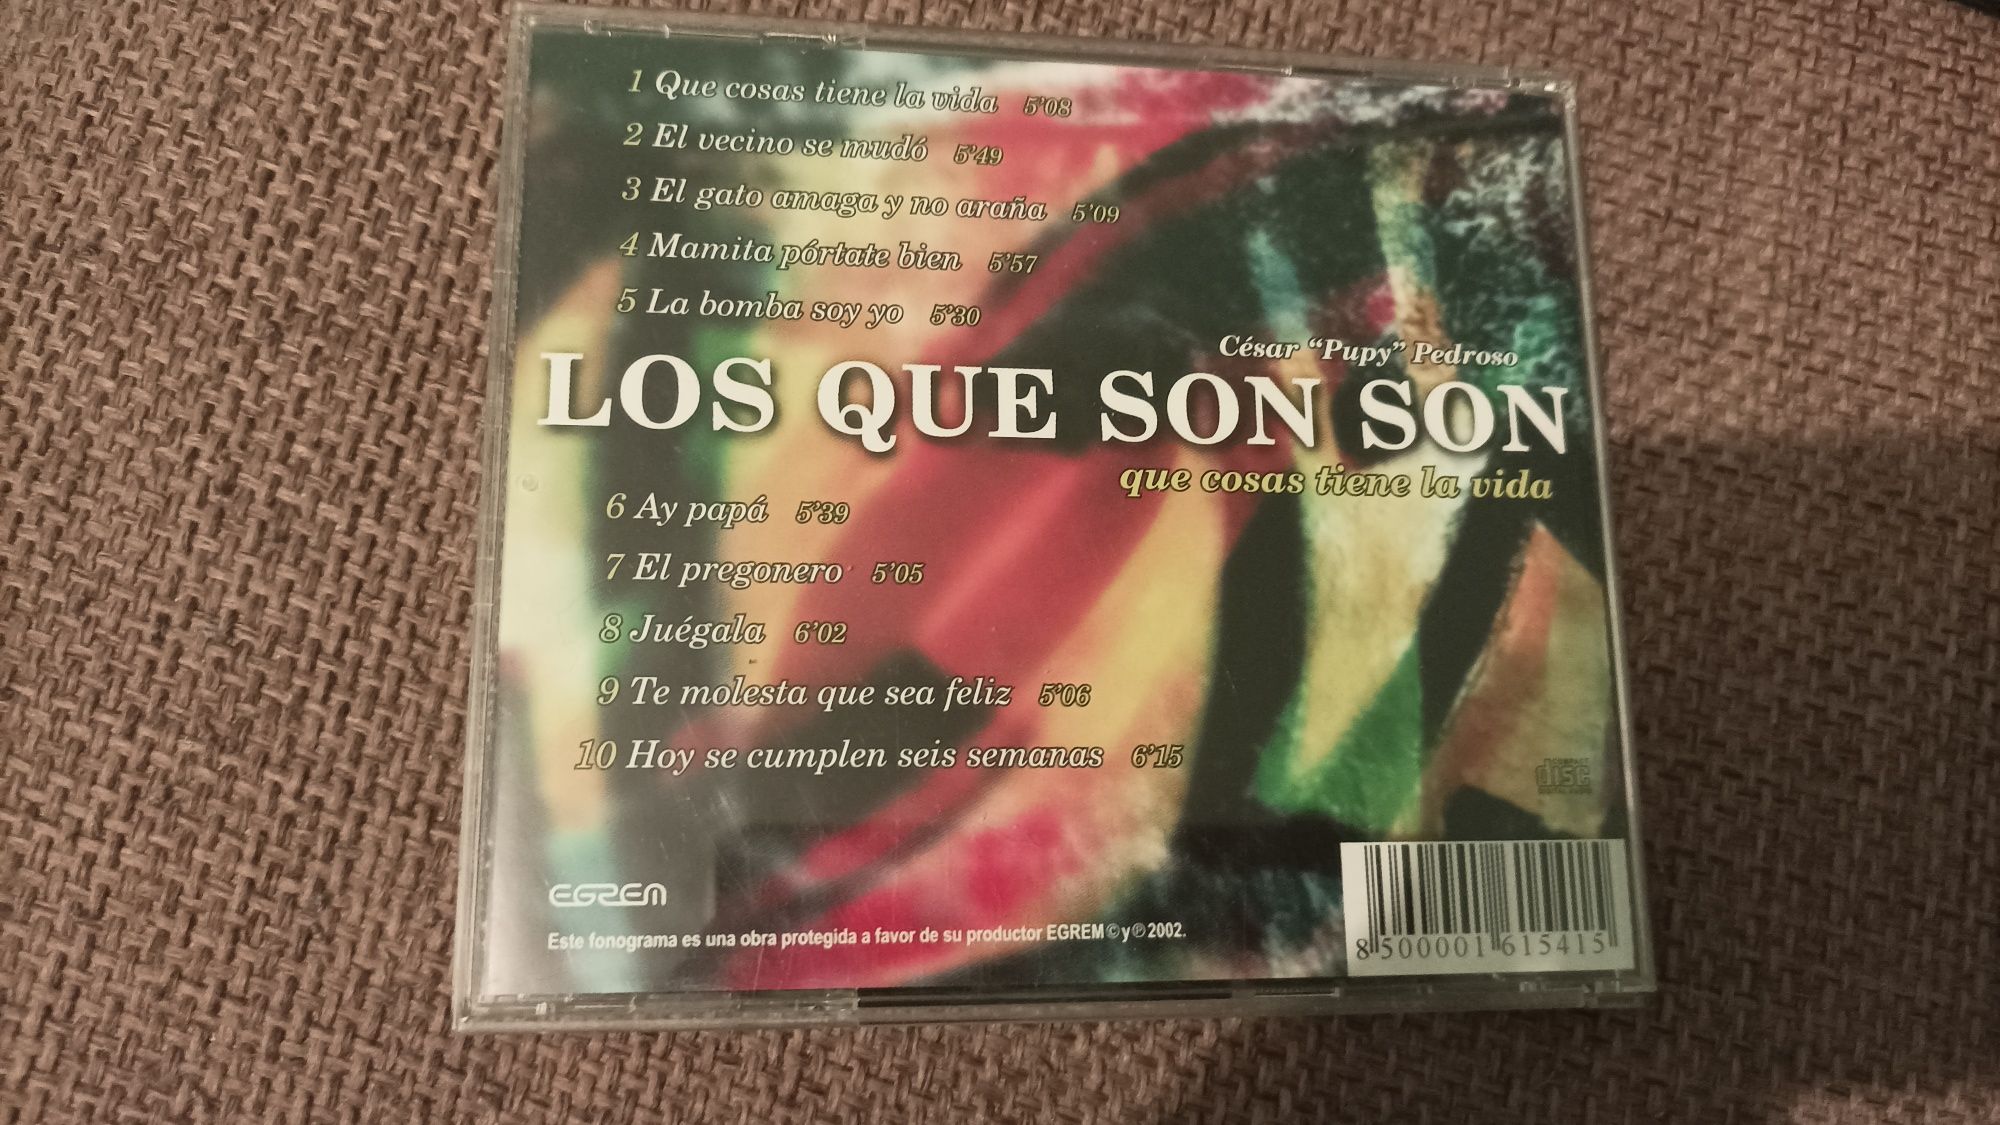 1 Que cosas tiene la vida 5'08
2 El vecino se mudó 5'49
3 El gato amaga y no araña 5'09
4 Mamita pórtate bien 5'57
5 La bomba soy yo 5'30
César “Pupy” Pedroso
LOS QUE SON SON
que cosas tiene la vida
6 Ay papá 5'39
7 El pregonero 5'05
8 Juégala 6'02
9 Te molesta que sea feliz 5'06
10 Hoy se cumplen seis semanas 6'15
COMPACT
disc
DIGITAL AUDIO
EGREM
Este fonograma es una obra protegida a favor de su productor EGREM©y℗2002.
8 500001 615415